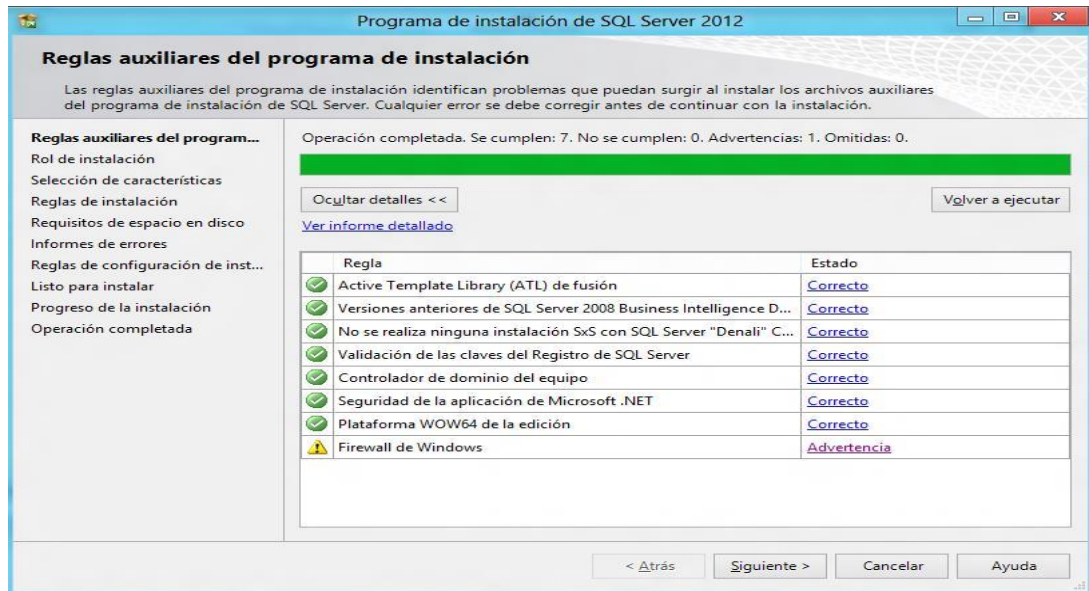 Programa de instalación de SQL Server 2012
Reglas auxiliares del programa de instalación
Las reglas auxiliares del programa de instalación identifican problemas que puedan surgir al instalar los archivos auxiliares
del programa de instalación de SQL Server. Cualquier error se debe corregir antes de continuar con la instalación.
Reglas auxiliares del program...
Rol de instalación
Selección de características
Reglas de instalación
Requisitos de espacio en disco
Informes de errores
Reglas de configuración de inst...
Listo para instalar
Progreso de la instalación
Operación completada
Operación completada. Se cumplen: 7. No se cumplen: 0. Advertencias: 1. Omitidas: 0.
Ocultar detalles << Volver a ejecutar
Ver informe detallado
Regla Estado
Active Template Library (ATL) de fusión Correcto
Versiones anteriores de SQL Server 2008 Business Intelligence D... Correcto
No se realiza ninguna instalación SxS con SQL Server "Denali" C... Correcto
Validación de las claves del Registro de SQL Server Correcto
Controlador de dominio del equipo Correcto
Seguridad de la aplicación de Microsoft .NET Correcto
Plataforma WOW64 de la edición Correcto
Firewall de Windows Advertencia
< Atrás Siguiente > Cancelar Ayuda